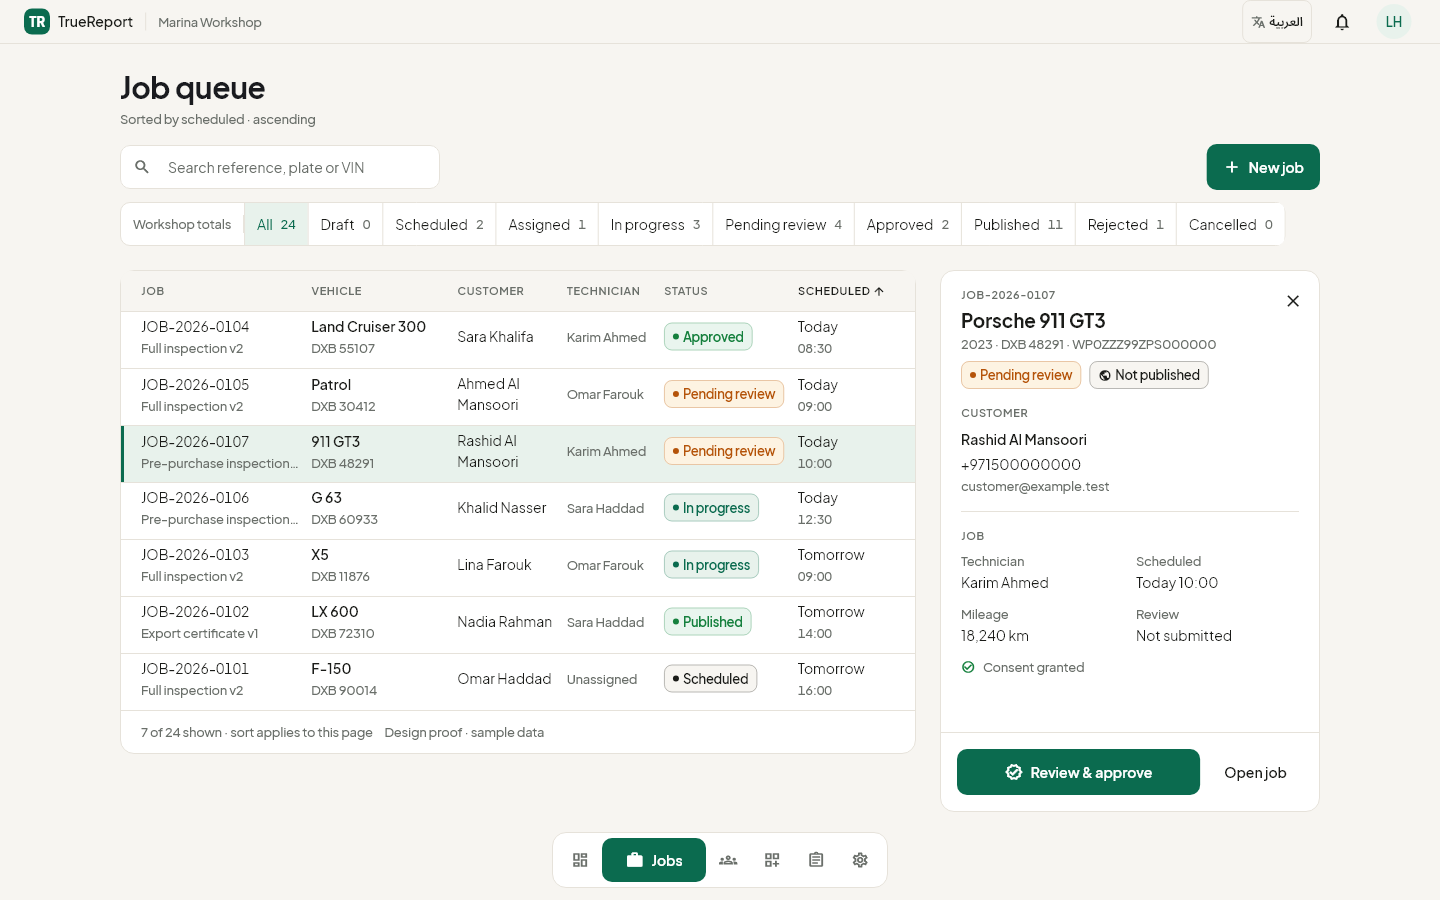 TR TrueReport Marina Workshop العربية LH
Job queue
Sorted by scheduled · ascending
Search reference, plate or VIN
New job
Workshop totals All 24 Draft 0 Scheduled 2 Assigned 1 In progress 3 Pending review 4 Approved 2 Published 11 Rejected 1 Cancelled 0
JOB VEHICLE CUSTOMER TECHNICIAN STATUS SCHEDULED ↑
JOB-2026-0104 Land Cruiser 300 Sara Khalifa Karim Ahmed Approved Today
Full inspection v2 DXB 55107 08:30
JOB-2026-0105 Patrol Ahmed Al Mansoori Omar Farouk Pending review Today
Full inspection v2 DXB 30412 09:00
JOB-2026-0107 911 GT3 Rashid Al Mansoori Karim Ahmed Pending review Today
Pre-purchase inspection... DXB 48291 10:00
JOB-2026-0106 G 63 Khalid Nasser Sara Haddad In progress Today
Pre-purchase inspection... DXB 60933 12:30
JOB-2026-0103 X5 Lina Farouk Omar Farouk In progress Tomorrow
Full inspection v2 DXB 11876 09:00
JOB-2026-0102 LX 600 Nadia Rahman Sara Haddad Published Tomorrow
Export certificate v1 DXB 72310 14:00
JOB-2026-0101 F-150 Omar Haddad Unassigned Scheduled Tomorrow
Full inspection v2 DXB 90014 16:00
7 of 24 shown · sort applies to this page Design proof · sample data
JOB-2026-0107
Porsche 911 GT3
2023 · DXB 48291 · WP0ZZZ99ZPS000000
Pending review Not published
CUSTOMER
Rashid Al Mansoori
+971500000000
customer@example.test
JOB
Technician Scheduled
Karim Ahmed Today 10:00
Mileage Review
18,240 km Not submitted
Consent granted
Review & approve Open job
Jobs